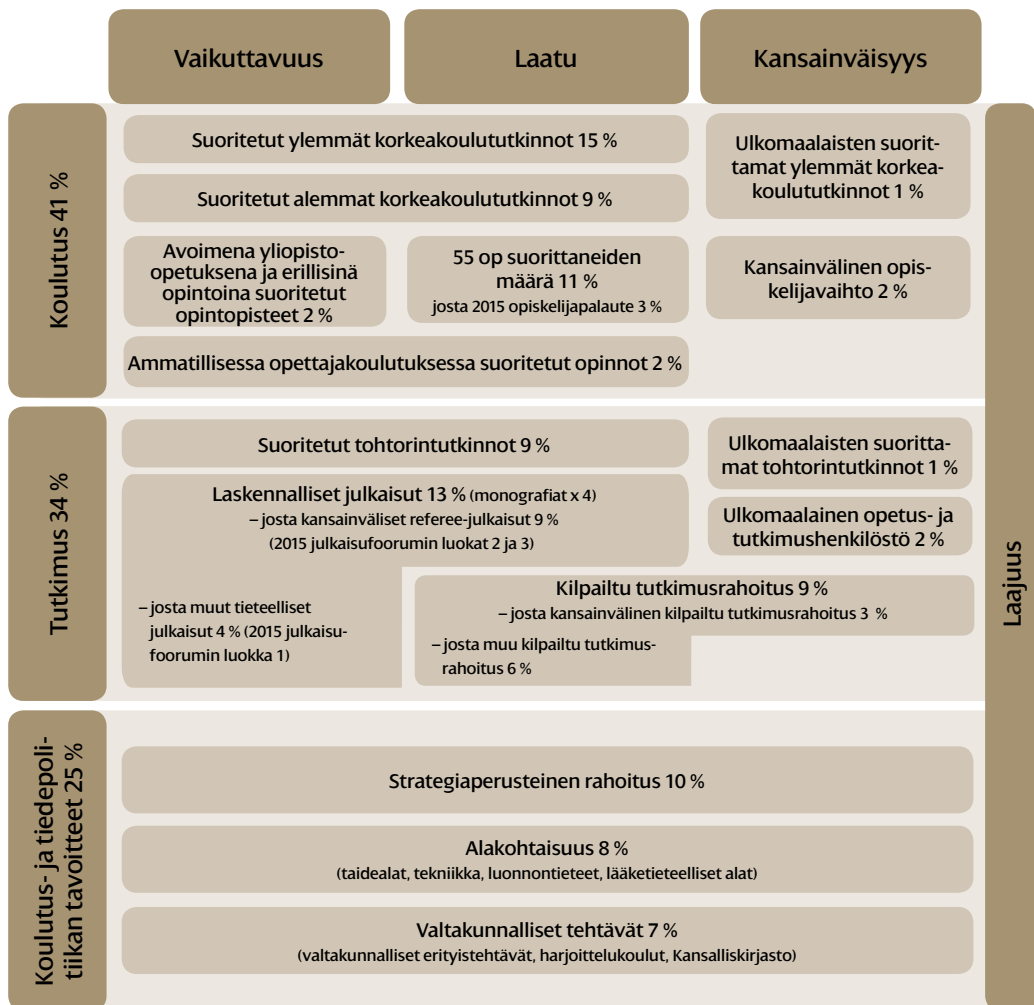 Vaikuttavuus
Laatu
Kansainväisyys
Koulutus 41 %
Suoritetut ylemmät korkeakoulututkinnot 15 %
Ulkomaalaisten suorit-
tamat ylemmät korkea-
koulututkinnot 1 %
Suoritetut alemmat korkeakoulututkinnot 9 %
Avoimena yliopisto-
opetuksena ja erillisinä
opintoina suoritetut
opintopisteet 2 %
55 op suorittaneiden
määrä 11 %
josta 2015 opiskelijapalaute 3 %
Kansainvälinen opis-
kelijavaihto 2 %
Ammatillisessa opettajakoulutuksessa suoritetut opinnot 2 %
Laajuus
Tutkimus 34 %
Suoritetut tohtorintutkinnot 9 %
Ulkomaalaisten suoritta-
mat tohtorintutkinnot 1 %
Laskennalliset julkaisut 13 % (monografiat x 4)
– josta kansainväliset referee-julkaisut 9 %
(2015 julkaisufoorumin luokat 2 ja 3)
Ulkomaalainen opetus- ja
tutkimushenkilöstö 2 %
– josta muut tieteelliset
julkaisut 4 % (2015 julkaisu-
foorumin luokka 1)
Kilpailtu tutkimusrahoitus 9 %
– josta kansainvälinen kilpailtu tutkimusrahoitus 3 %
– josta muu kilpailtu tutkimus-
rahoitus 6 %
Koulutus- ja tiedepoli-
tiikan tavoitteet 25 %
Strategiaperusteinen rahoitus 10 %
Alakohtaisuus 8 %
(taidealat, tekniikka, luonnontieteet, lääketieteelliset alat)
Valtakunnalliset tehtävät 7 %
(valtakunnalliset erityistehtävät, harjoittelukoulut, Kansalliskirjasto)